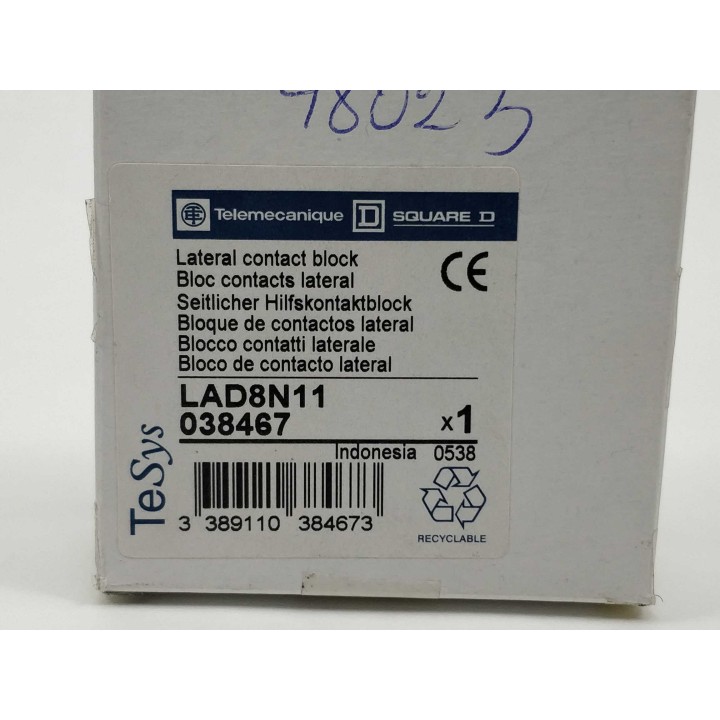 48025
Telemecanique D SQUARE D
Lateral contact block
Bloc contacts lateral
Seitlicher Hilfskontaktblock
Bloque de contactos lateral
Blocco contatti laterale
Bloco de contacto lateral
CE
LAD8N11
038467 x1
Indonesia 0538
TeSys
3 389110 384673
RECYCLABLE